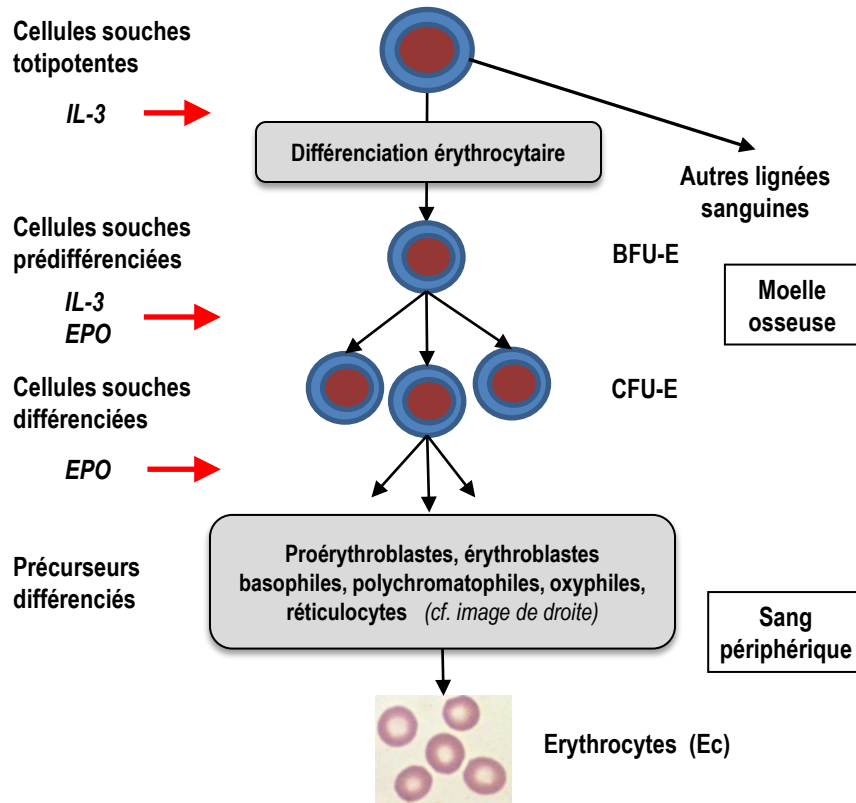 Cellules souches
totipotentes
IL-3
Différenciation érythrocytaire
Autres lignées
sanguines
Cellules souches
prédifférenciées
BFU-E
IL-3
EPO
Moelle
osseuse
Cellules souches
différenciées
CFU-E
EPO
Précurseurs
différenciés
Proérythroblastes, érythroblastes
basophiles, polychromatophiles, oxyphiles,
réticulocytes (cf. image de droite)
Sang
périphérique
Erythrocytes (Ec)